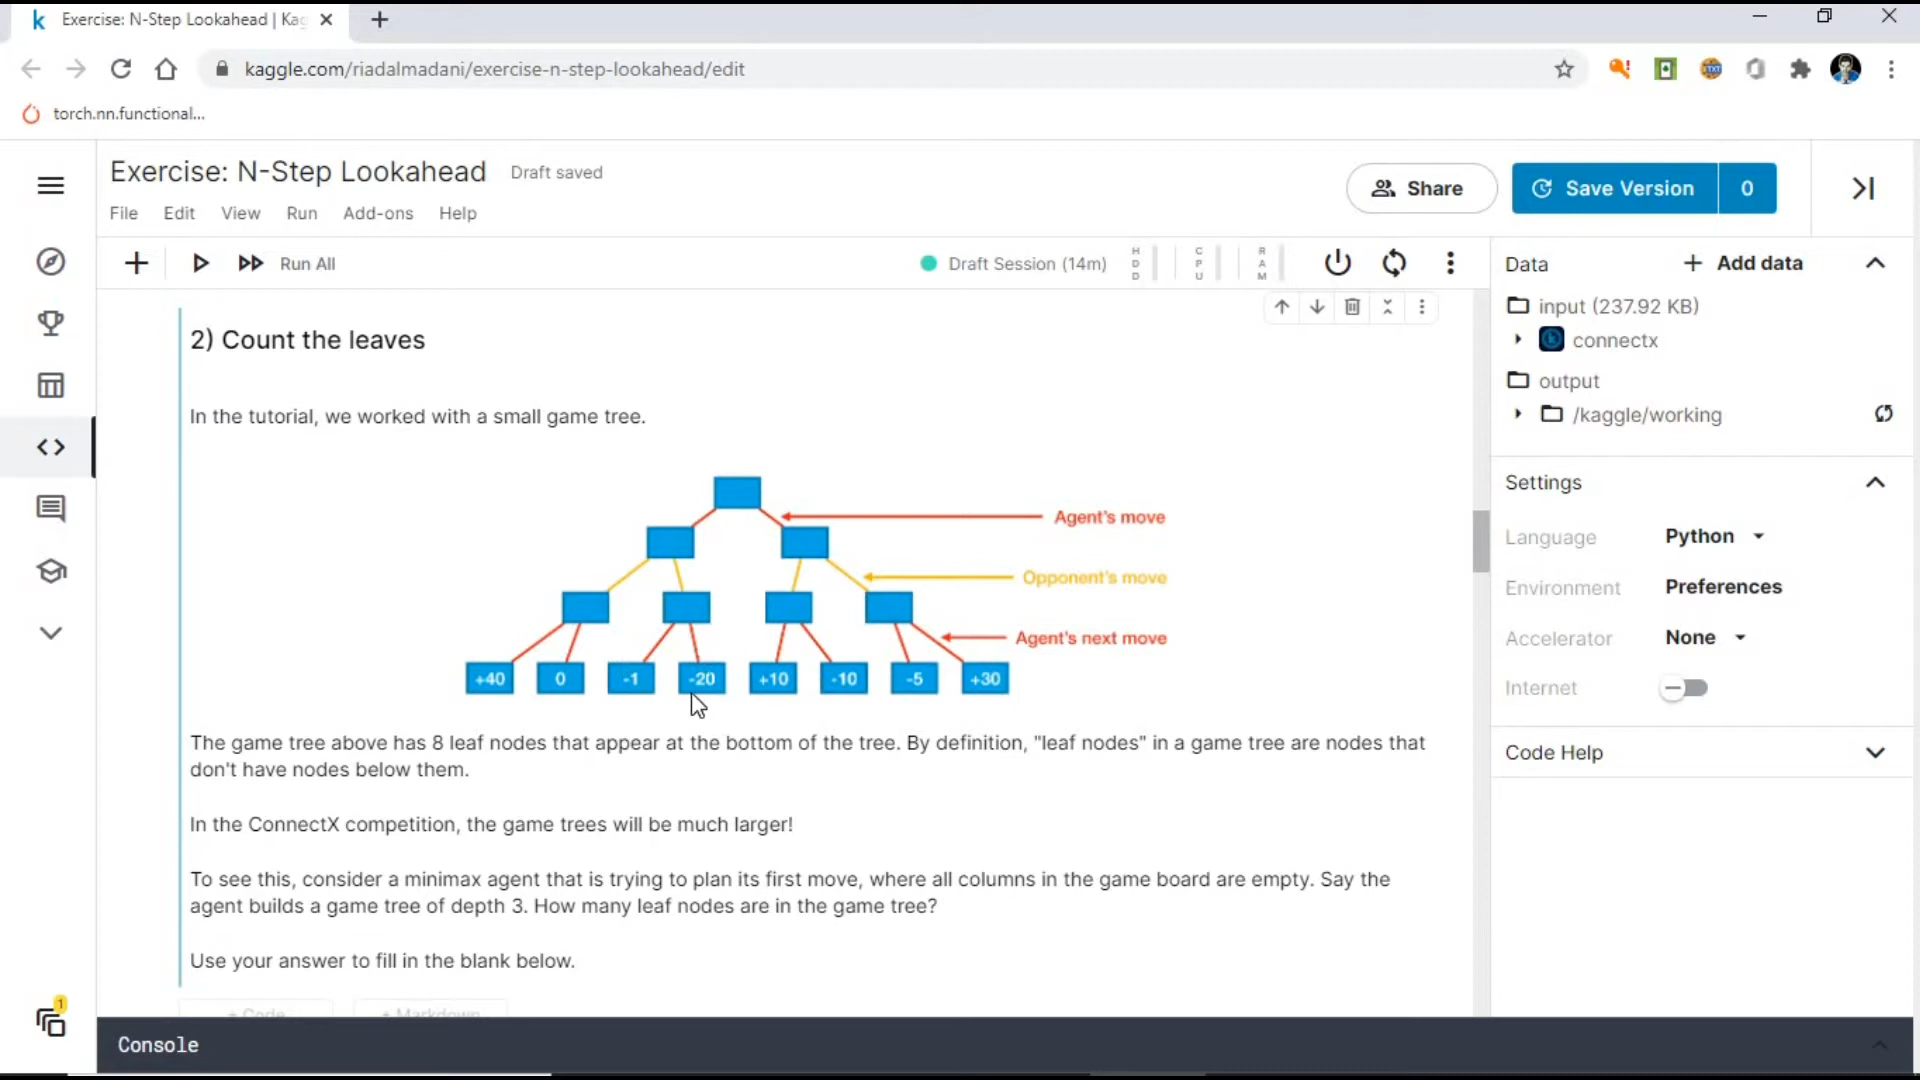 Exercise: N-Step Lookahead | Kag
kaggle.com/riadalmadani/exercise-n-step-lookahead/edit
torch.nn.functional...
Exercise: N-Step Lookahead
Draft saved
Share
Save Version
0
File Edit View Run Add-ons Help
Run All
Draft Session (14m)
HDD
CPU
RAM
2) Count the leaves
In the tutorial, we worked with a small game tree.
Agent's move
Opponent's move
Agent's next move
+40 0 -1 -20 +10 -10 -5 +30
The game tree above has 8 leaf nodes that appear at the bottom of the tree. By definition, "leaf nodes" in a game tree are nodes that
don't have nodes below them.
In the ConnectX competition, the game trees will be much larger!
To see this, consider a minimax agent that is trying to plan its first move, where all columns in the game board are empty. Say the
agent builds a game tree of depth 3. How many leaf nodes are in the game tree?
Use your answer to fill in the blank below.
+ Code
+ Markdown
Console
1
Data
+ Add data
input (237.92 KB)
connectx
output
/kaggle/working
Settings
Language Python
Environment Preferences
Accelerator None
Internet
Code Help